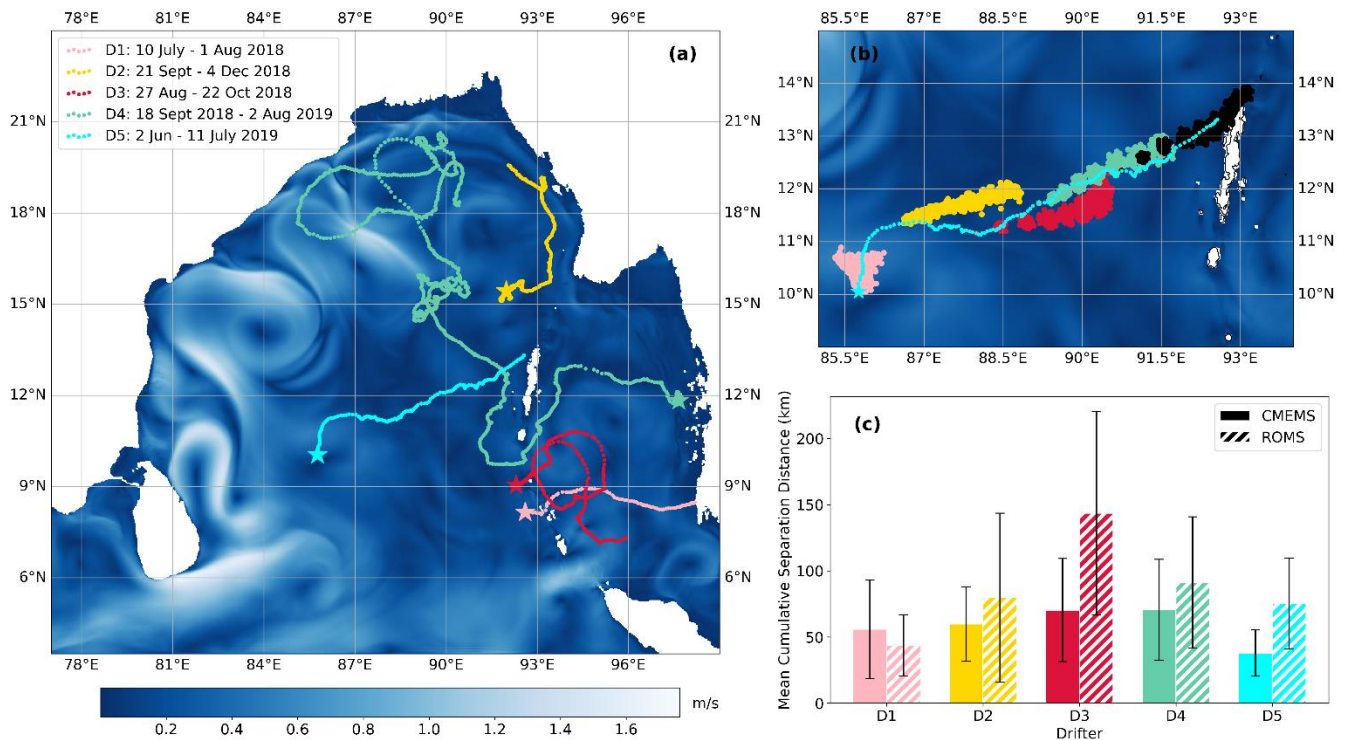 78°E 81°E 84°E 87°E 90°E 93°E 96°E
D1: 10 July - 1 Aug 2018
D2: 21 Sept - 4 Dec 2018
D3: 27 Aug - 22 Oct 2018
D4: 18 Sept 2018 - 2 Aug 2019
D5: 2 Jun - 11 July 2019
(a)
21°N 21°N
18°N 18°N
15°N 15°N
12°N 12°N
9°N 9°N
6°N 6°N
78°E 81°E 84°E 87°E 90°E 93°E 96°E
m/s
0.2 0.4 0.6 0.8 1.0 1.2 1.4 1.6
85.5°E 87°E 88.5°E 90°E 91.5°E 93°E
(b)
14°N 14°N
13°N 13°N
12°N 12°N
11°N 11°N
10°N 10°N
85.5°E 87°E 88.5°E 90°E 91.5°E 93°E
(c)
CMEMS
ROMS
Mean Cumulative Separation Distance (km)
200
150
100
50
0
D1 D2 D3 D4 D5
Drifter